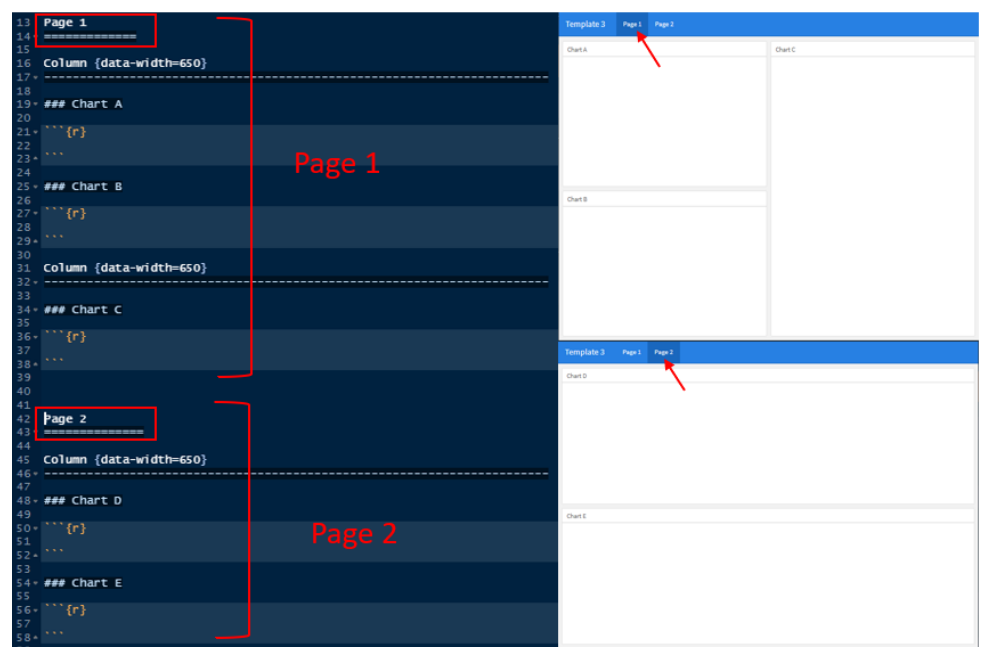 13 Page 1
14 =============
15
16 Column {data-width=650}
17 -----------------------------------------------------------------------
18
19 ### Chart A
20
21 ```{r}
22
23 ```
24
25 ### Chart B
26
27 ```{r}
28
29 ```
30
31 Column {data-width=650}
32 -----------------------------------------------------------------------
33
34 ### Chart C
35
36 ```{r}
37
38 ```
39
40
41
42 Page 2
43 ==============
44
45 Column {data-width=650}
46 -----------------------------------------------------------------------
47
48 ### Chart D
49
50 ```{r}
51
52 ```
53
54 ### Chart E
55
56 ```{r}
57
58 ```
Page 1
Page 2
Template 3 Page 1 Page 2
Chart A Chart C
Chart B
Template 3 Page 1 Page 2
Chart D
Chart E